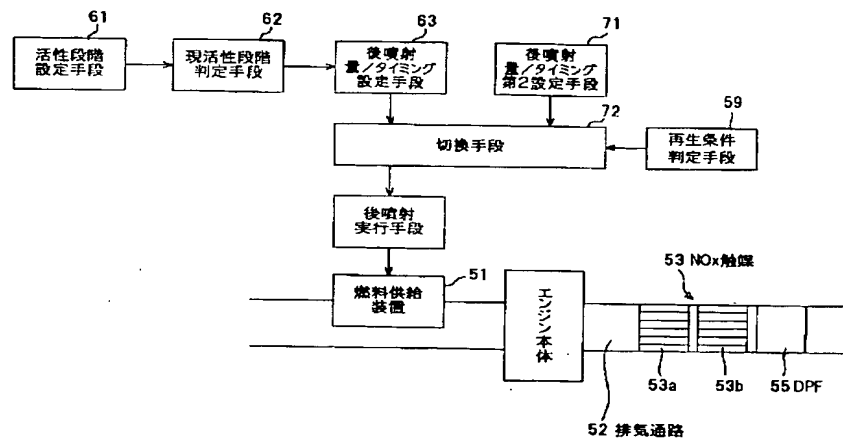 61
62
63
71
活性段階
設定手段
現活性段階
判定手段
後噴射
量／タイミング
設定手段
後噴射
量／タイミング
第2設定手段
72
59
切換手段
再生条件
判定手段
後噴射
実行手段
51
燃料供給
装置
エンジン本体
53 NOx触媒
53a
53b
55 DPF
52 排気通路